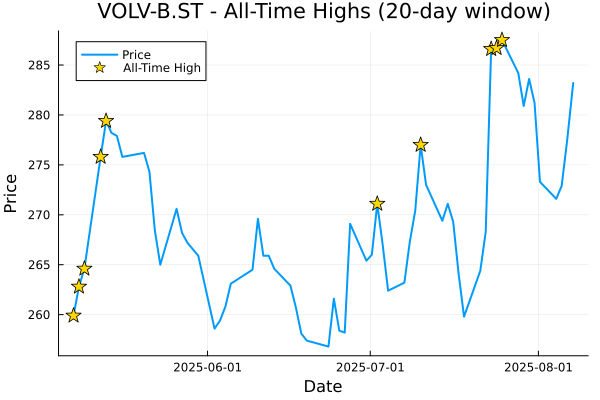 VOLV-B.ST - All-Time Highs (20-day window)
Price
All-Time High
285
280
275
270
265
260
Price
2025-06-01
2025-07-01
2025-08-01
Date